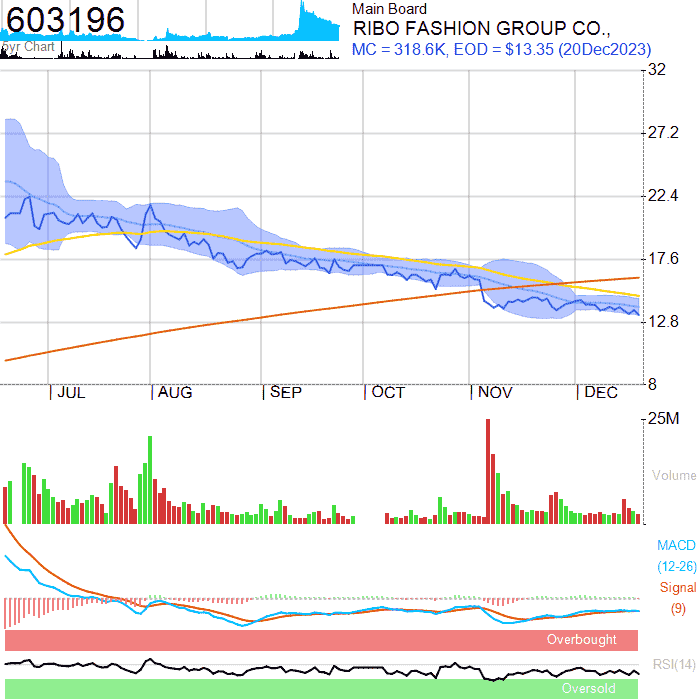 603196
5yr Chart
Main Board
RIBO FASHION GROUP CO.,
MC = 318.6K, EOD = $13.35 (20Dec2023)
32
27.2
22.4
17.6
12.8
8
JUL
AUG
SEP
OCT
NOV
DEC
25M
Volume
MACD
(12-26)
Signal
(9)
Overbought
RSI(14)
Oversold